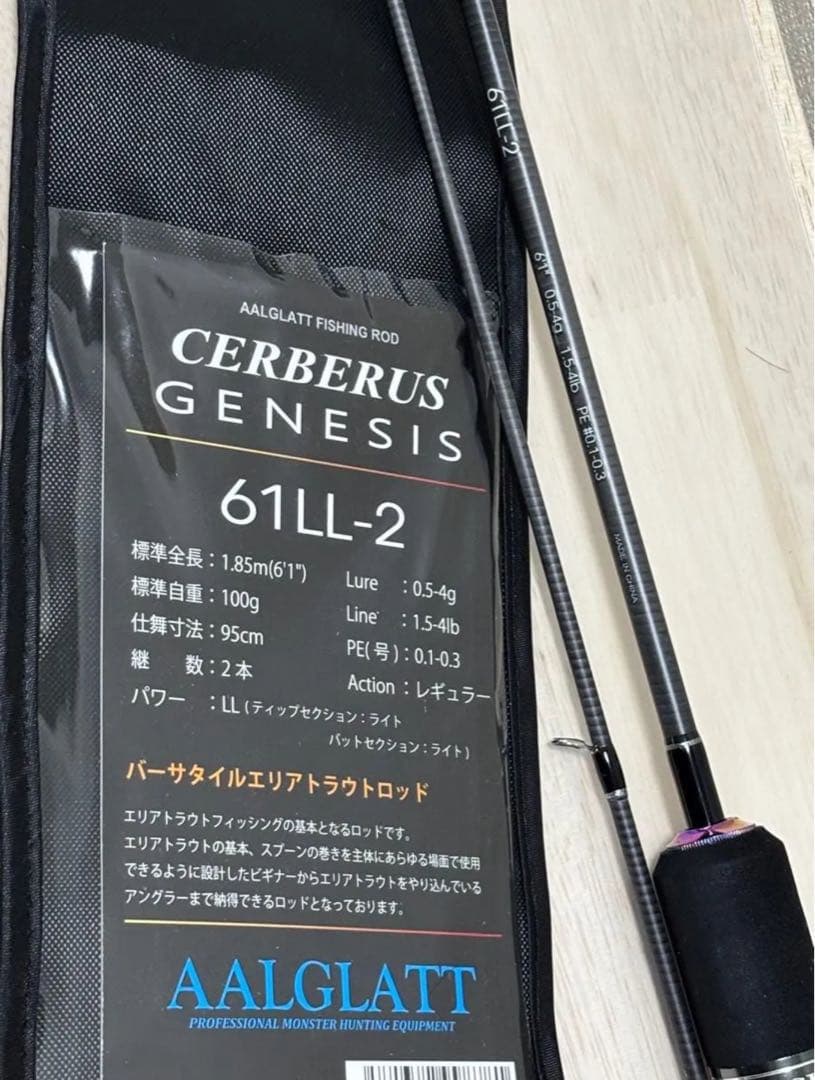 AALGLATT FISHING ROD
CERBERUS
GENESIS
61LL-2
標準全長：1.85m(6'1")
標準自重：100g
仕舞寸法：95cm
継　数：2本
パワー　：LL (ティップセクション：ライト
バットセクション：ライト)
Lure　：0.5-4g
Line　：1.5-4lb
PE(号)：0.1-0.3
Action：レギュラー
バーサタイルエリアトラウトロッド
エリアトラウトフィッシングの基本となるロッドです。
エリアトラウトの基本、スプーンの巻きを主体にあらゆる場面で使用
できるように設計したビギナーからエリアトラウトをやり込んでいる
アングラーまで納得できるロッドとなっております。
AALGLATT
PROFESSIONAL MONSTER HUNTING EQUIPMENT
61LL-2
6'1" 0.5-4g 1.5-4lb PE #0.1-0.3
MADE IN CHINA